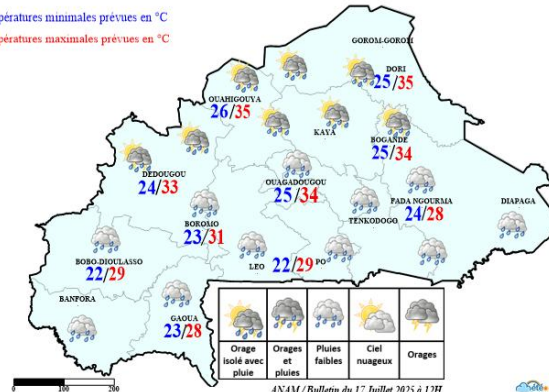 pératures minimales prévues en °C
pératures maximales prévues en °C
GOROM-GOROM
DORI
25/35
OUAHIGOUYA
26/35
KAYA
BOGANDE
25/34
DEDOUGOU
24/33
OUAGADOUGOU
25/34
FADA NGOURMA
24/28
DIAPAGA
TENKODOGO
BOROMO
23/31
BOBO-DIOULASSO
22/29
LEO
22/29
PO
BANFORA
GAOUA
23/28
Orage isolé avec pluie
Orages et pluies
Pluies faibles
Ciel nuageux
Orages
0 100 200
ANAM / Bulletin du 17 Juillet 2025 à 12H